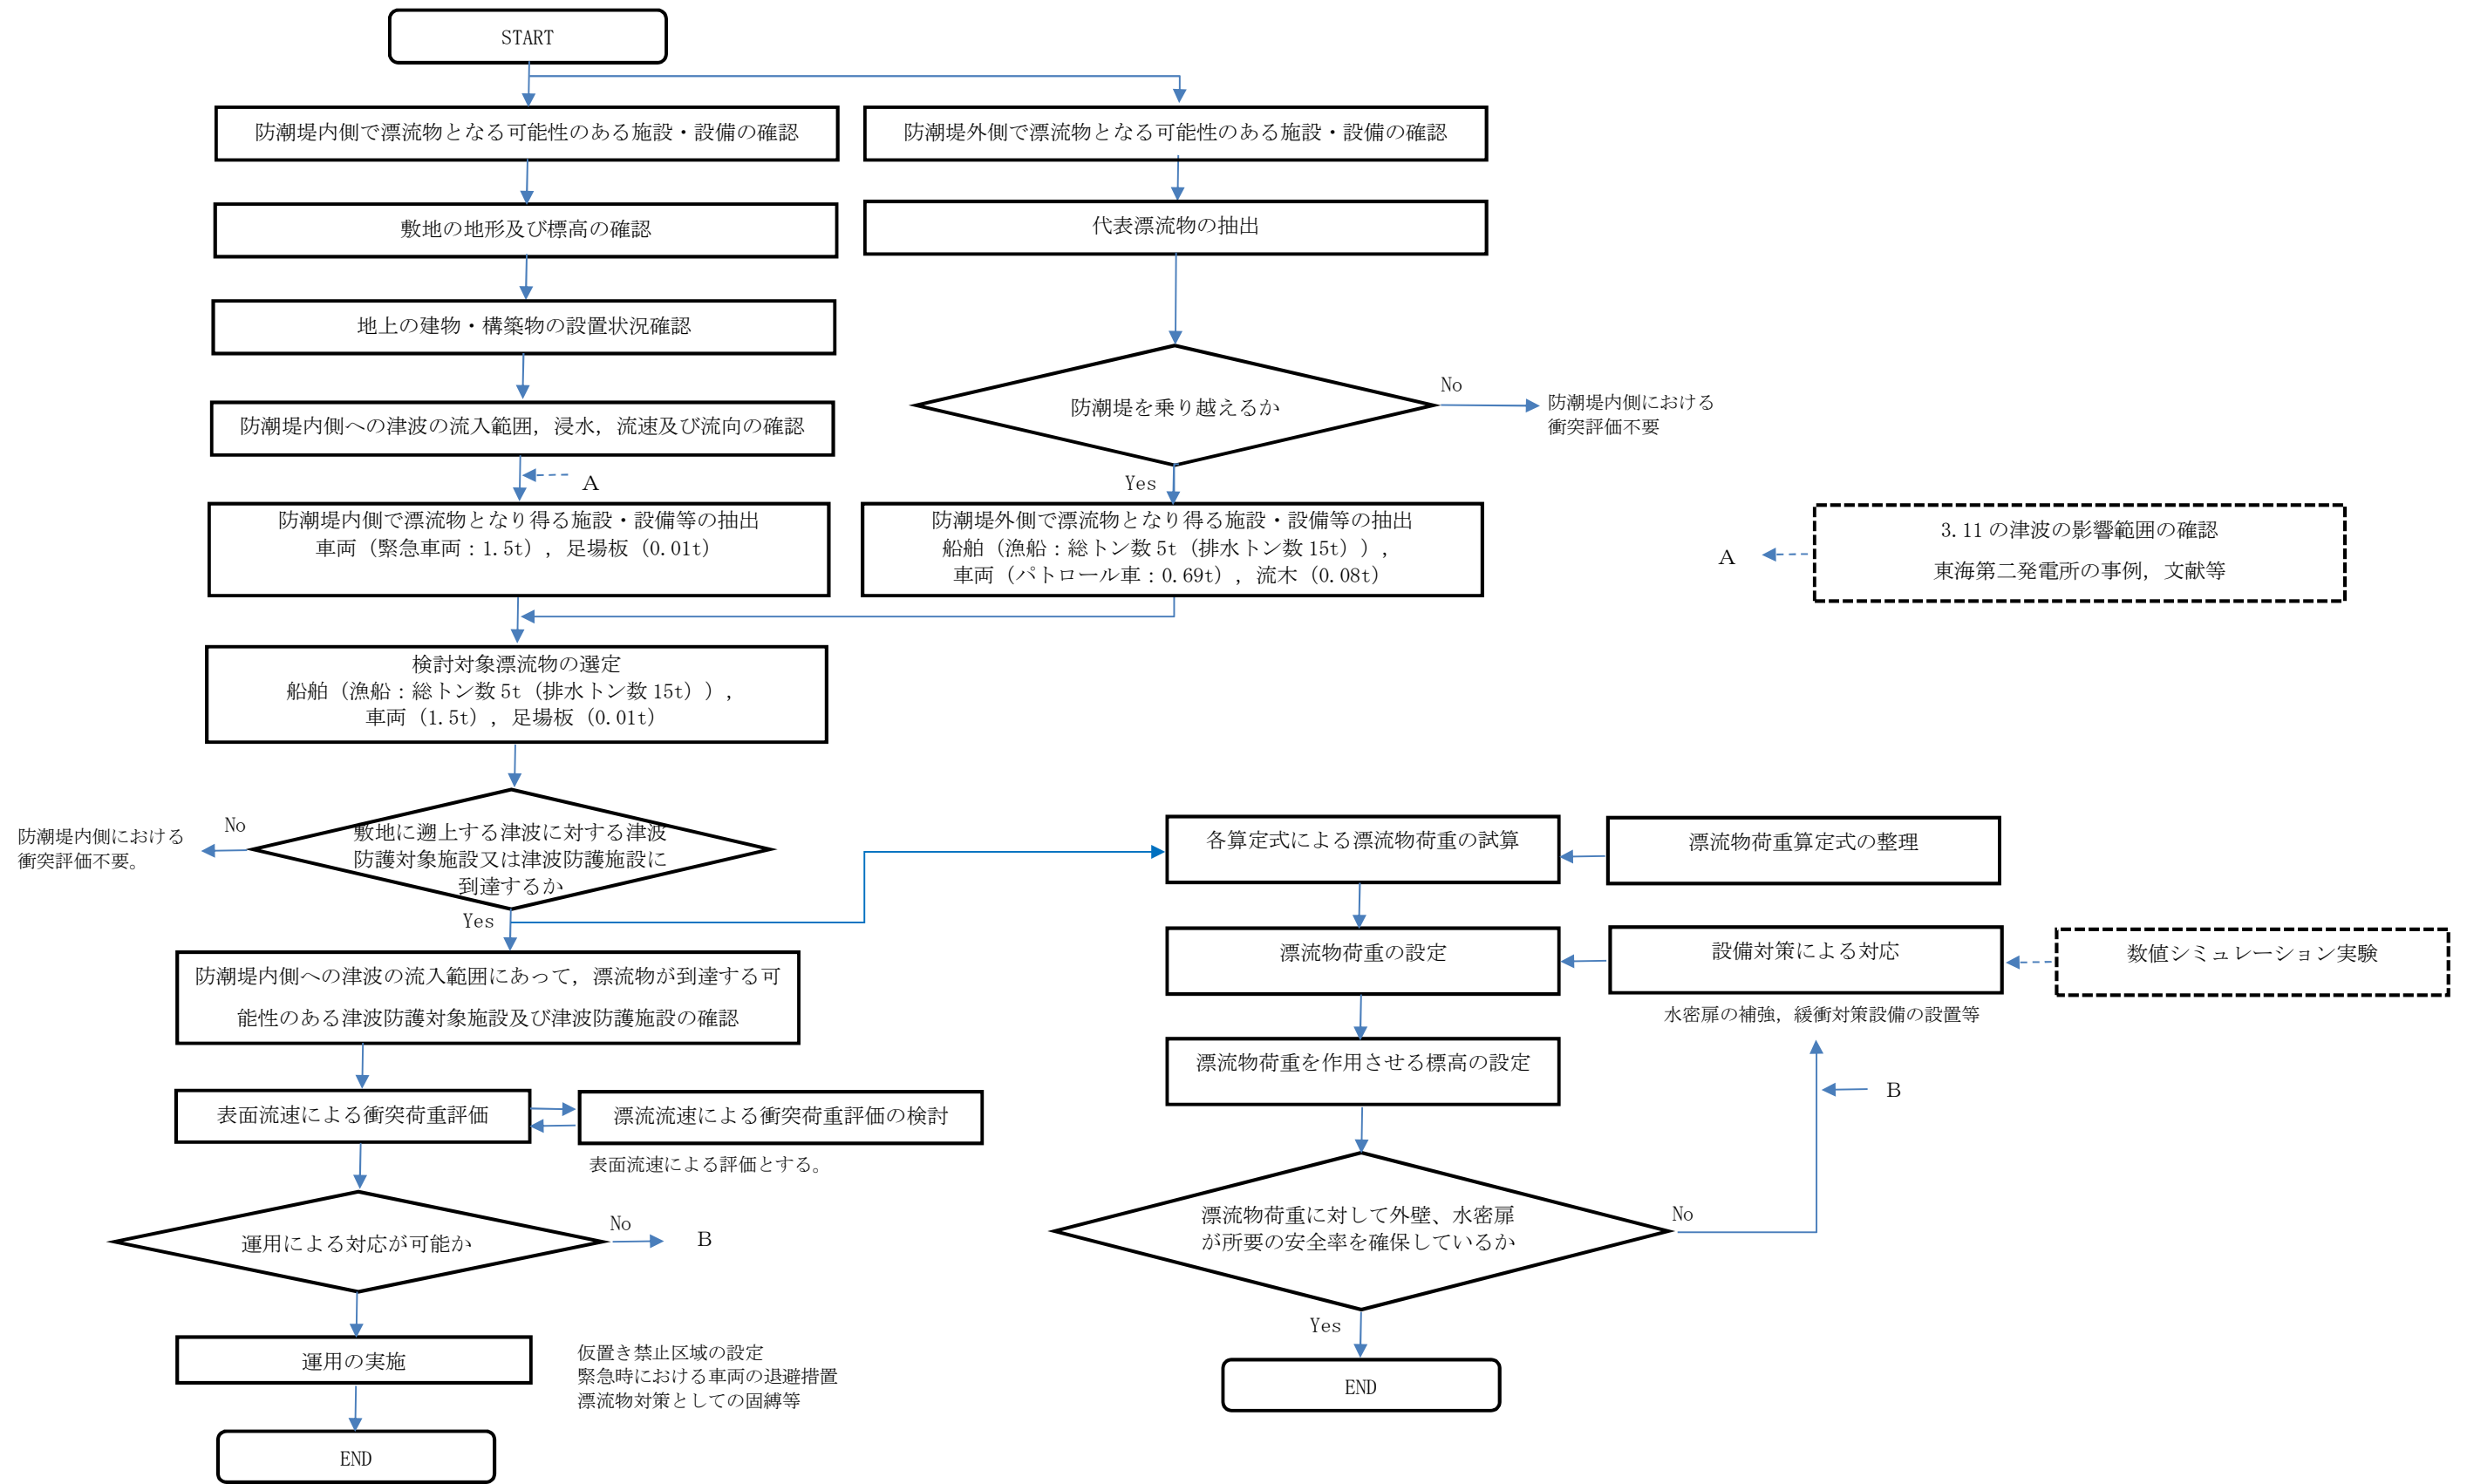 START
防潮堤内側で漂流物となる可能性のある施設・設備の確認
防潮堤外側で漂流物となる可能性のある施設・設備の確認
敷地の地形及び標高の確認
代表漂流物の抽出
地上の建物・構築物の設置状況確認
防潮堤を乗り越えるか
No
防潮堤内側における
衝突評価不要
防潮堤内側への津波の流入範囲，浸水，流速及び流向の確認
A
Yes
防潮堤内側で漂流物となり得る施設・設備等の抽出
車両（緊急車両：1.5t），足場板（0.01t）
防潮堤外側で漂流物となり得る施設・設備等の抽出
船舶（漁船：総トン数 5t（排水トン数 15t）），
車両（パトロール車：0.69t），流木（0.08t）
A
3.11 の津波の影響範囲の確認
東海第二発電所の事例，文献等
検討対象漂流物の選定
船舶（漁船：総トン数 5t（排水トン数 15t）），
車両（1.5t），足場板（0.01t）
No
防潮堤内側における
衝突評価不要。
敷地に遡上する津波に対する津波
防護対象施設又は津波防護施設に
到達するか
Yes
各算定式による漂流物荷重の試算
漂流物荷重算定式の整理
漂流物荷重の設定
設備対策による対応
数値シミュレーション実験
水密扉の補強，緩衝対策設備の設置等
防潮堤内側への津波の流入範囲にあって，漂流物が到達する可
能性のある津波防護対象施設及び津波防護施設の確認
漂流物荷重を作用させる標高の設定
B
表面流速による衝突荷重評価
漂流流速による衝突荷重評価の検討
表面流速による評価とする。
運用による対応が可能か
No
B
漂流物荷重に対して外壁、水密扉
が所要の安全率を確保しているか
No
Yes
運用の実施
仮置き禁止区域の設定
緊急時における車両の退避措置
漂流物対策としての固縛等
END
END